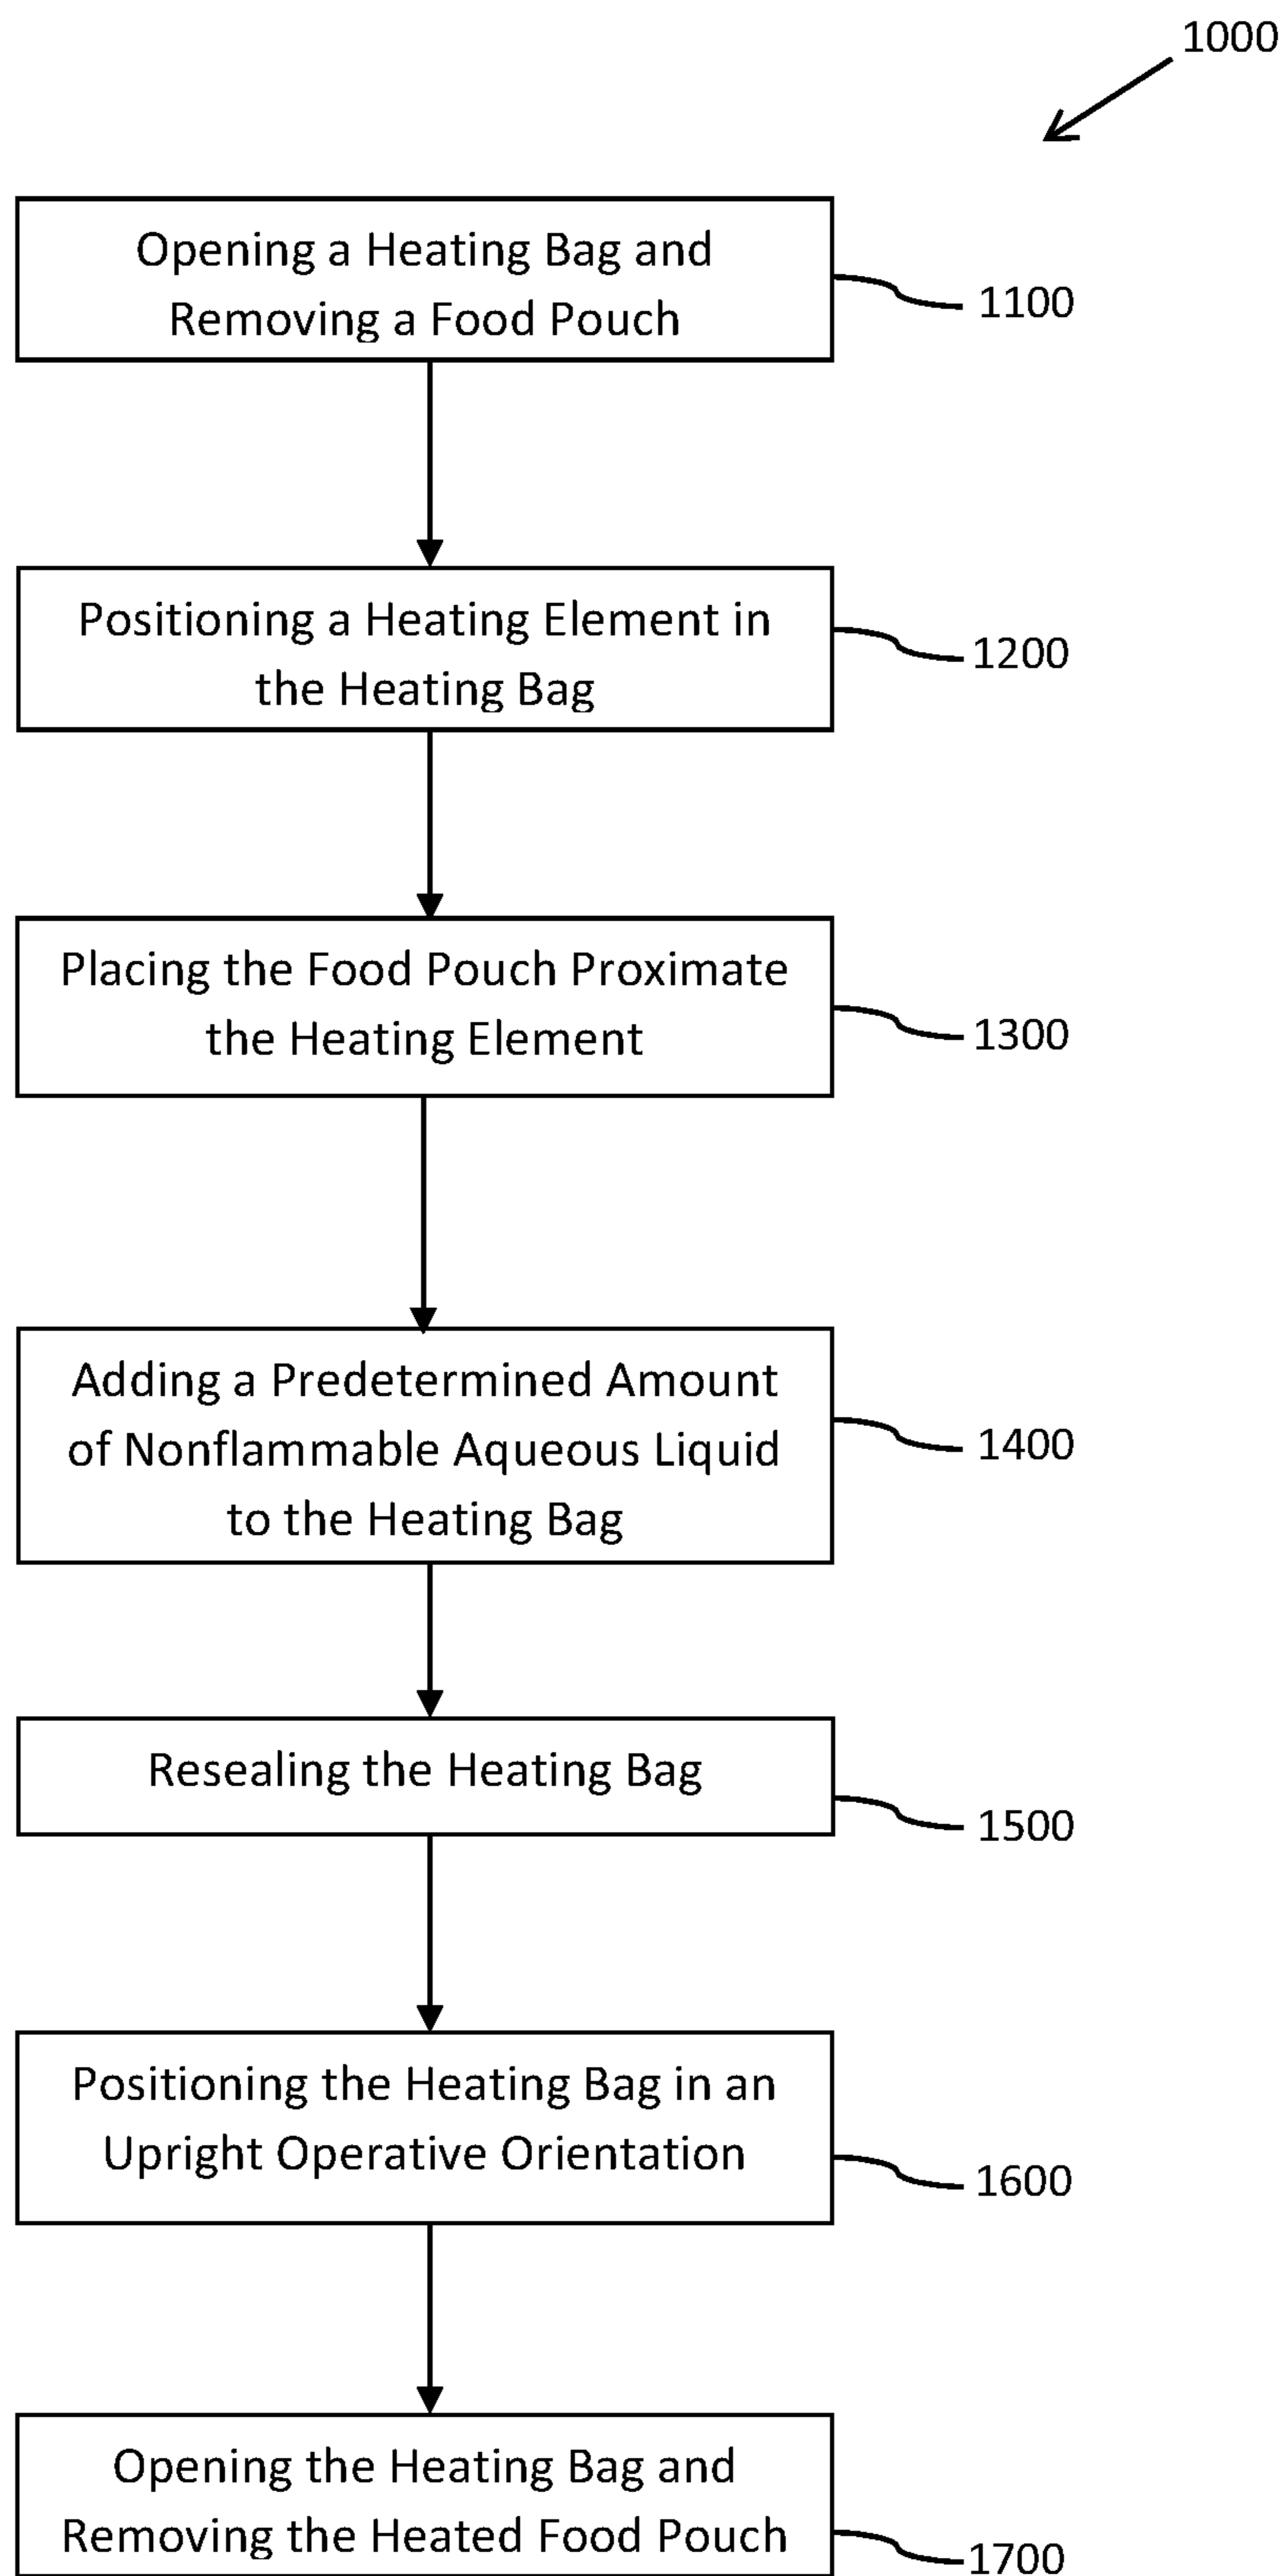 1000
Opening a Heating Bag and
Removing a Food Pouch
1100
Positioning a Heating Element in
the Heating Bag
1200
Placing the Food Pouch Proximate
the Heating Element
1300
Adding a Predetermined Amount
of Nonflammable Aqueous Liquid
to the Heating Bag
1400
Resealing the Heating Bag
1500
Positioning the Heating Bag in an
Upright Operative Orientation
1600
Opening the Heating Bag and
Removing the Heated Food Pouch
1700